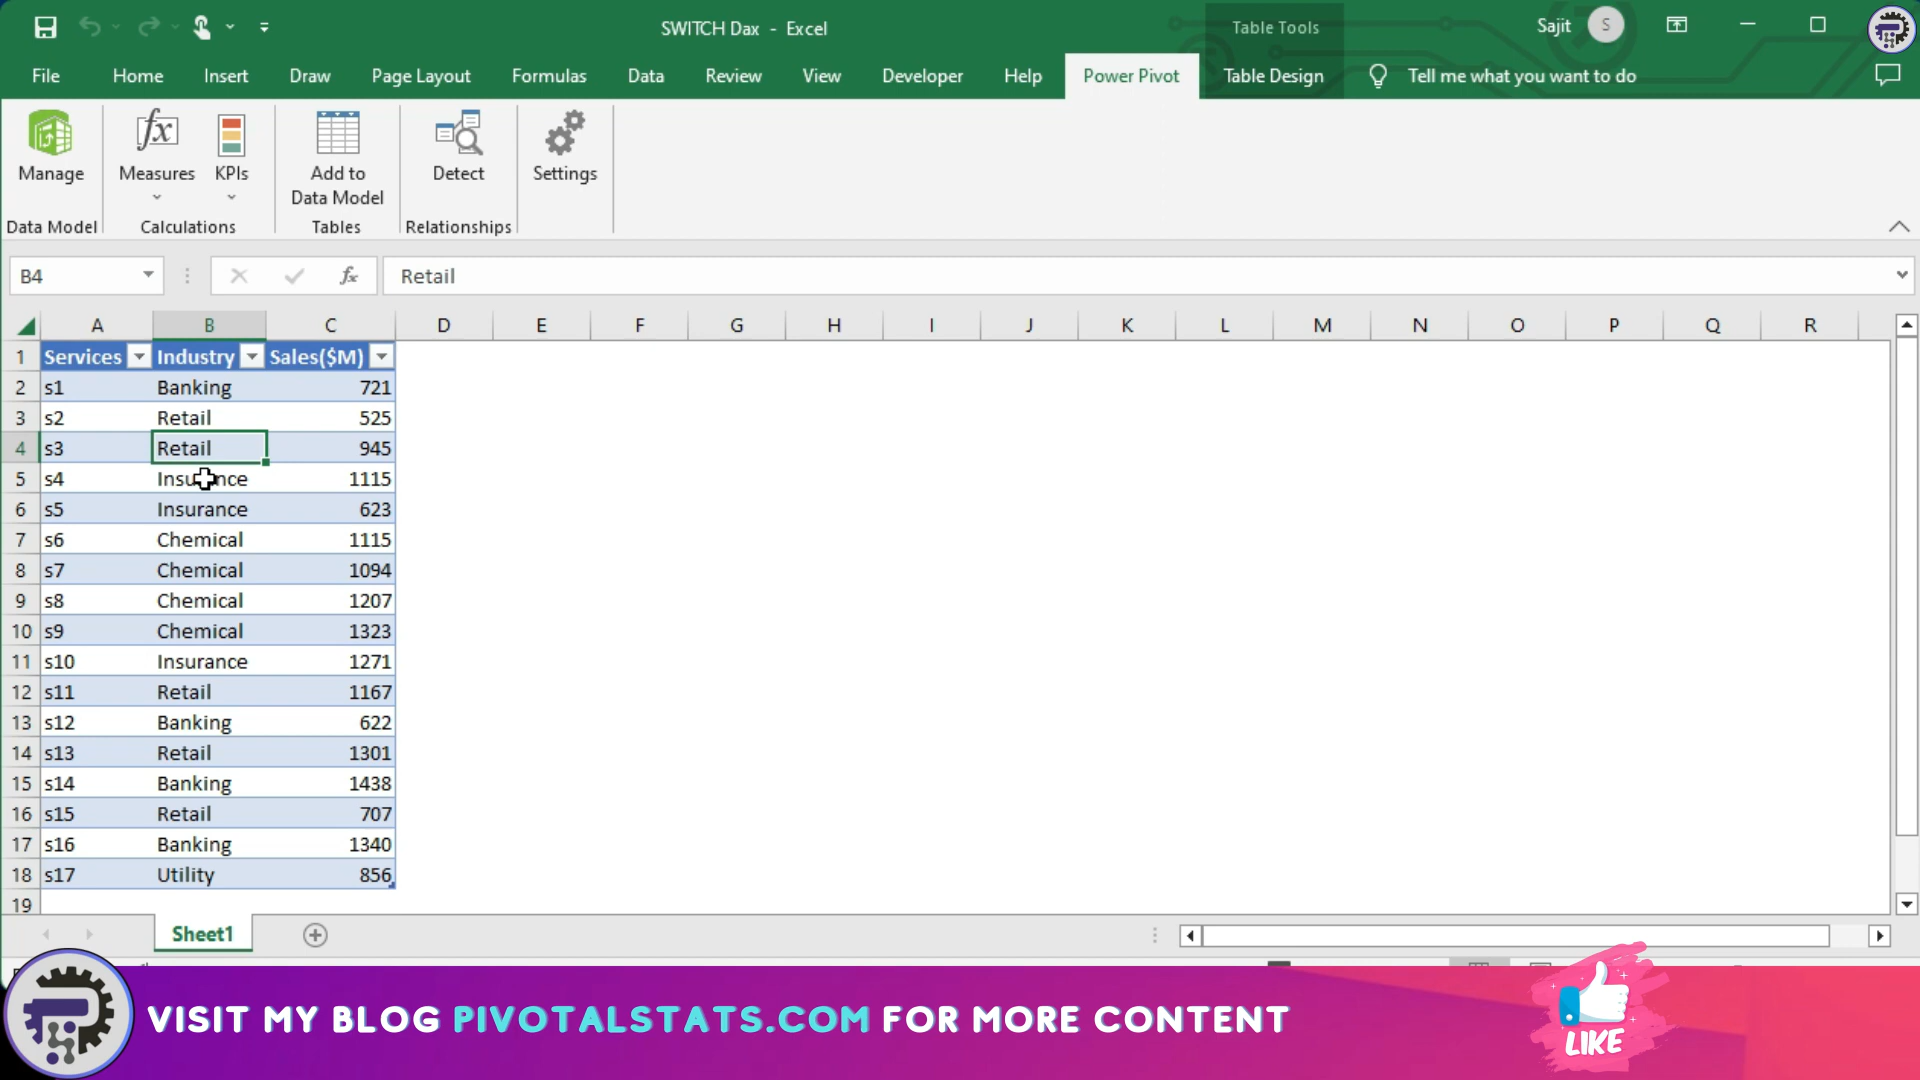 SWITCH Dax - Excel
Table Tools
Sajit
S
File
Home
Insert
Draw
Page Layout
Formulas
Data
Review
View
Developer
Help
Power Pivot
Table Design
Tell me what you want to do
Manage
Measures
KPIs
Add to
Data Model
Detect
Settings
Data Model
Calculations
Tables
Relationships
B4
fx
Retail
A B C D E F G H I J K L M N O P Q R
1 Services Industry Sales($M)
2 s1 Banking 721
3 s2 Retail 525
4 s3 Retail 945
5 s4 Insurance 1115
6 s5 Insurance 623
7 s6 Chemical 1115
8 s7 Chemical 1094
9 s8 Chemical 1207
10 s9 Chemical 1323
11 s10 Insurance 1271
12 s11 Retail 1167
13 s12 Banking 622
14 s13 Retail 1301
15 s14 Banking 1438
16 s15 Retail 707
17 s16 Banking 1340
18 s17 Utility 856
19
Sheet1
VISIT MY BLOG PIVOTALSTATS.COM FOR MORE CONTENT
LIKE